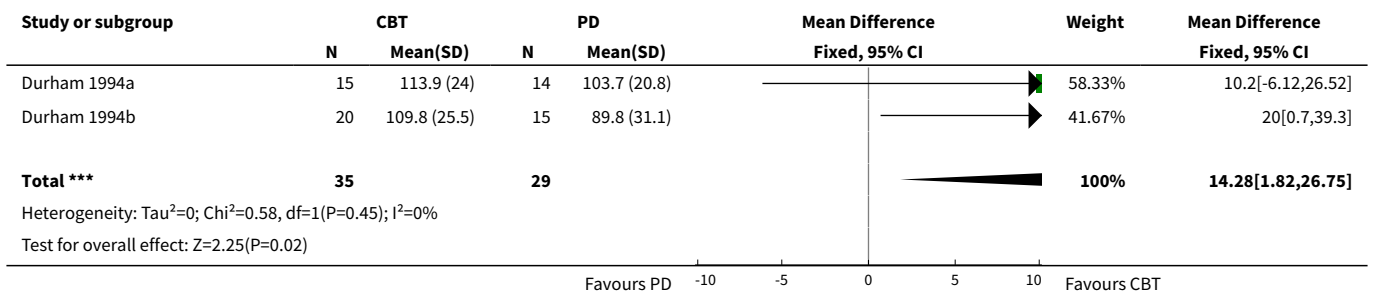 Study or subgroup CBT PD Mean Difference Weight Mean Difference
N Mean(SD) N Mean(SD) Fixed, 95% CI Fixed, 95% CI
Durham 1994a 15 113.9 (24) 14 103.7 (20.8) 58.33% 10.2[-6.12,26.52]
Durham 1994b 20 109.8 (25.5) 15 89.8 (31.1) 41.67% 20[0.7,39.3]
Total *** 35 29 100% 14.28[1.82,26.75]
Heterogeneity: Tau²=0; Chi²=0.58, df=1(P=0.45); I²=0%
Test for overall effect: Z=2.25(P=0.02)
Favours PD -10 -5 0 5 10 Favours CBT